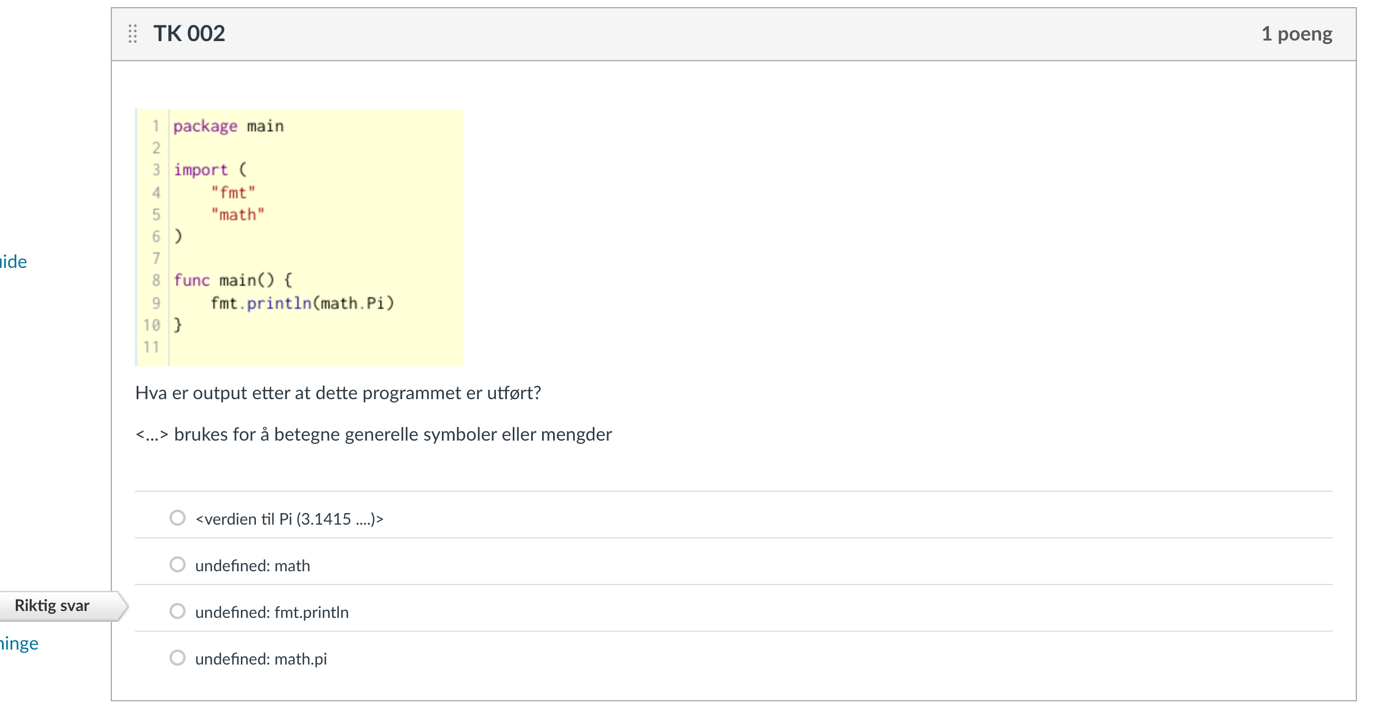 TK 002
1 poeng
1 package main
2
3 import (
4 "fmt"
5 "math"
6 )
7
8 func main() {
9 fmt.println(math.Pi)
10 }
11
Hva er output etter at dette programmet er utført?
<...> brukes for å betegne generelle symboler eller mengder
<verdien til Pi (3.1415 ....)>
undefined: math
Riktig svar
undefined: fmt.println
undefined: math.pi